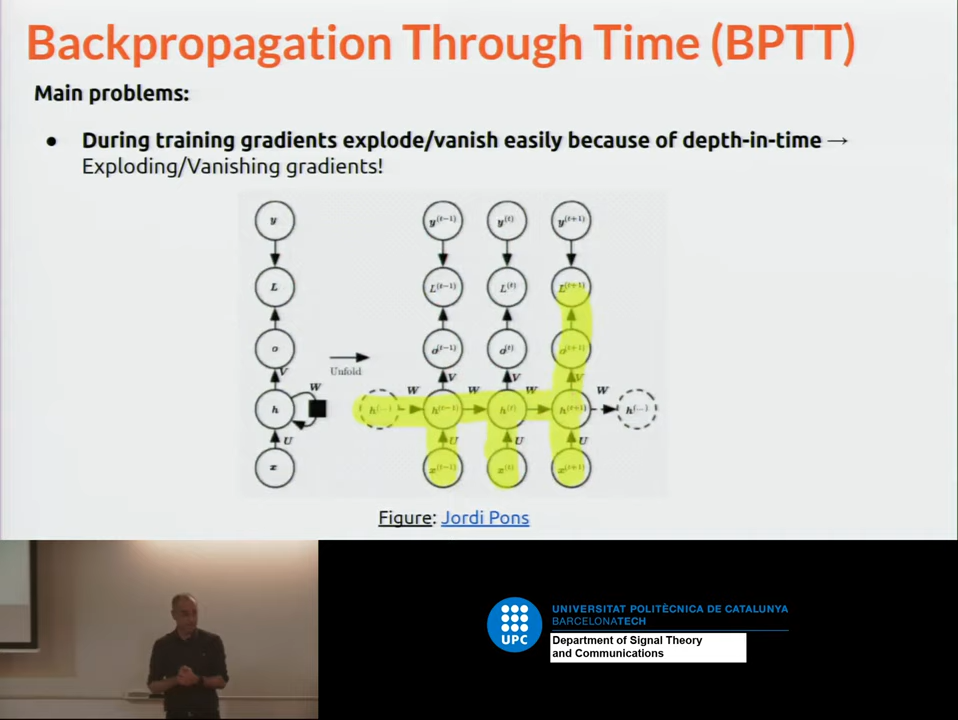 Backpropagation Through Time (BPTT)
Main problems:
● During training gradients explode/vanish easily because of depth-in-time →
Exploding/Vanishing gradients!
y y(t−1) y(t) y(t+1)
L L(t−1) L(t) L(t+1)
o o(t−1) o(t) o(t+1)
Unfold
V V V V
W W W W W
h h(...) h(t−1) h(t) h(t+1) h(...)
U U U U
x x(t−1) x(t) x(t+1)
Figure: Jordi Pons
UPC
UNIVERSITAT POLITÈCNICA DE CATALUNYA
BARCELONATECH
Department of Signal Theory
and Communications